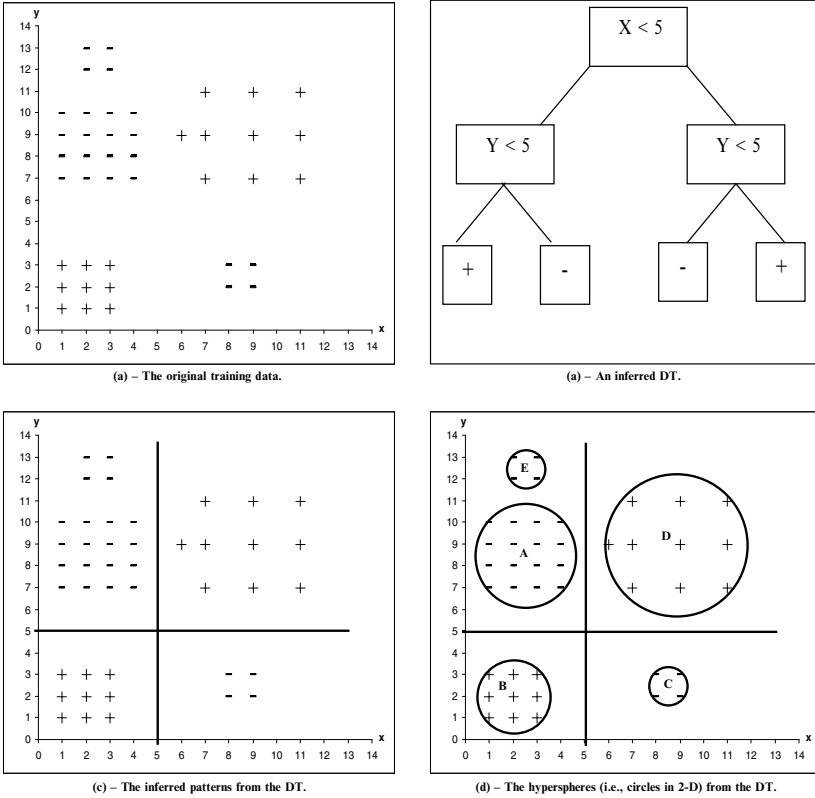 y
14
13
12
11
10
9
8
7
6
5
4
3
2
1
0
0 1 2 3 4 5 6 7 8 9 10 11 12 13 14
x
(a) – The original training data.
X < 5
Y < 5 Y < 5
+ - - +
(a) – An inferred DT.
y
14
13
12
11
10
9
8
7
6
5
4
3
2
1
0
0 1 2 3 4 5 6 7 8 9 10 11 12 13 14
x
(c) – The inferred patterns from the DT.
y
14
13
12
11
10
9
8
7
6
5
4
3
2
1
0
0 1 2 3 4 5 6 7 8 9 10 11 12 13 14
x
E
D
A
B
C
(d) – The hyperspheres (i.e., circles in 2-D) from the DT.